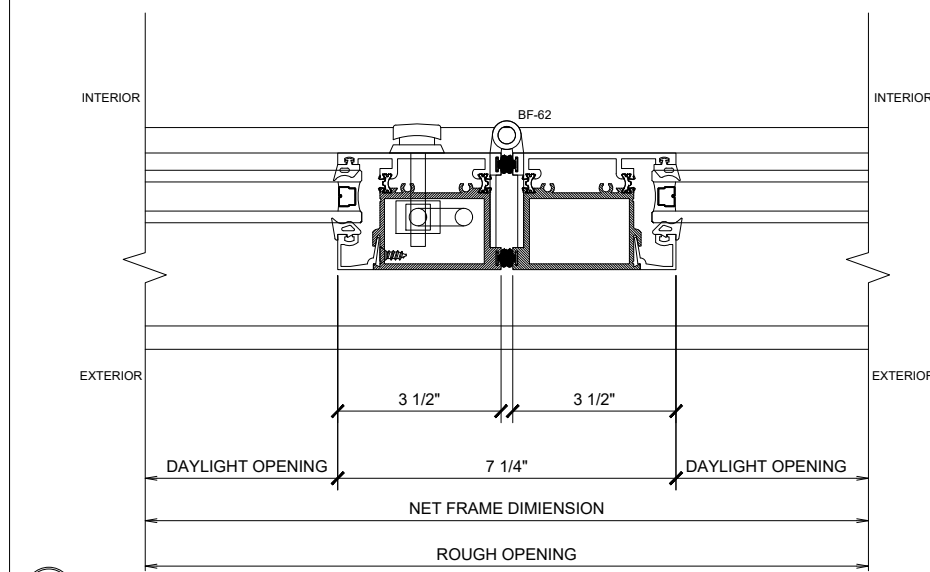 INTERIOR
INTERIOR
BF-62
EXTERIOR
EXTERIOR
3 1/2"
3 1/2"
DAYLIGHT OPENING
7 1/4"
DAYLIGHT OPENING
NET FRAME DIMIENSION
ROUGH OPENING